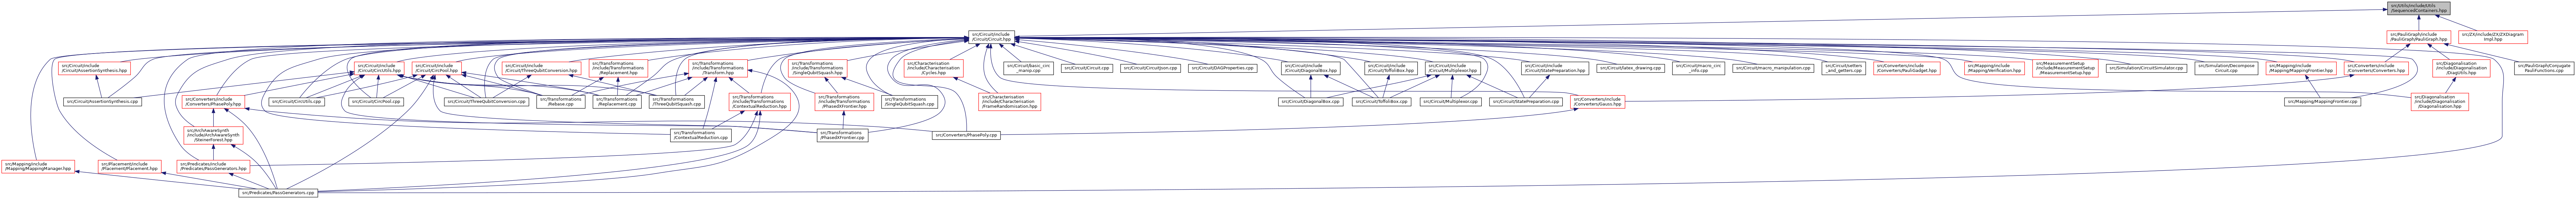 src/Utils/include/Utils
/SequencedContainers.hpp
src/Circuit/include
/Circuit/Circuit.hpp
src/PauliGraph/include
/PauliGraph/PauliGraph.hpp
src/ZX/include/ZX/ZXDiagram
Impl.hpp
src/Circuit/include
/Circuit/AssertionSynthesis.hpp
src/Circuit/include
/Circuit/CircUtils.hpp
src/Circuit/include
/Circuit/CircPool.hpp
src/Circuit/include
/Circuit/ThreeQubitConversion.hpp
src/Transformations
/include/Transformations
/Replacement.hpp
src/Transformations
/include/Transformations
/Transform.hpp
src/Transformations
/include/Transformations
/SingleQubitSquash.hpp
src/Characterisation
/include/Characterisation
/Cycles.hpp
src/Circuit/basic_circ
_manip.cpp
src/Circuit/Circuit.cpp
src/Circuit/CircuitJson.cpp
src/Circuit/DAGProperties.cpp
src/Circuit/include
/Circuit/DiagonalBox.hpp
src/Circuit/include
/Circuit/ToffoliBox.hpp
src/Circuit/include
/Circuit/Multiplexor.hpp
src/Circuit/include
/Circuit/StatePreparation.hpp
src/Circuit/latex_drawing.cpp
src/Circuit/macro_circ
_info.cpp
src/Circuit/macro_manipulation.cpp
src/Circuit/setters
_and_getters.cpp
src/Converters/include
/Converters/PauliGadget.hpp
src/Mapping/include
/Mapping/Verification.hpp
src/MeasurementSetup
/include/MeasurementSetup
/MeasurementSetup.hpp
src/Simulation/CircuitSimulator.cpp
src/Simulation/Decompose
Circuit.cpp
src/Mapping/include
/Mapping/MappingFrontier.hpp
src/Converters/include
/Converters/Converters.hpp
src/Diagonalisation
/include/Diagonalisation
/DiagUtils.hpp
src/PauliGraph/Conjugate
PauliFunctions.cpp
src/Circuit/AssertionSynthesis.cpp
src/Converters/include
/Converters/PhasePoly.hpp
src/Circuit/CircUtils.cpp
src/Circuit/CircPool.cpp
src/Circuit/ThreeQubitConversion.cpp
src/Transformations
/Rebase.cpp
src/Transformations
/Replacement.cpp
src/Transformations
/ThreeQubitSquash.cpp
src/Transformations
/include/Transformations
/ContextualReduction.hpp
src/Transformations
/include/Transformations
/PhasedXFrontier.hpp
src/Transformations
/SingleQubitSquash.cpp
src/Characterisation
/include/Characterisation
/FrameRandomisation.hpp
src/Circuit/DiagonalBox.cpp
src/Circuit/ToffoliBox.cpp
src/Circuit/Multiplexor.cpp
src/Circuit/StatePreparation.cpp
src/Converters/include
/Converters/Gauss.hpp
src/Mapping/MappingFrontier.cpp
src/Diagonalisation
/include/Diagonalisation
/Diagonalisation.hpp
src/ArchAwareSynth
/include/ArchAwareSynth
/SteinerForest.hpp
src/Transformations
/ContextualReduction.cpp
src/Transformations
/PhasedXFrontier.cpp
src/Converters/PhasePoly.cpp
src/Mapping/include
/Mapping/MappingManager.hpp
src/Placement/include
/Placement/Placement.hpp
src/Predicates/include
/Predicates/PassGenerators.hpp
src/Predicates/PassGenerators.cpp